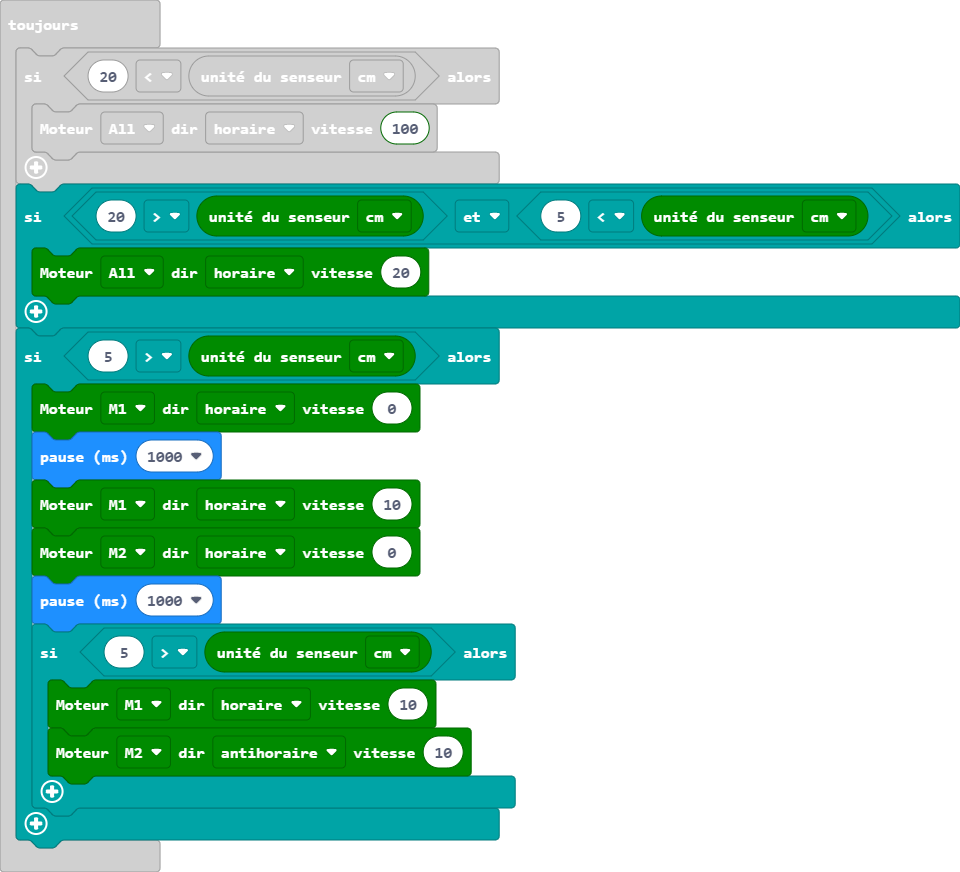 toujours
si 20 < unité du senseur cm alors
Moteur All dir horaire vitesse 100
si 20 > unité du senseur cm et 5 < unité du senseur cm alors
Moteur All dir horaire vitesse 20
si 5 > unité du senseur cm alors
Moteur M1 dir horaire vitesse 0
pause (ms) 1000
Moteur M1 dir horaire vitesse 10
Moteur M2 dir horaire vitesse 0
pause (ms) 1000
si 5 > unité du senseur cm alors
Moteur M1 dir horaire vitesse 10
Moteur M2 dir antihoraire vitesse 10